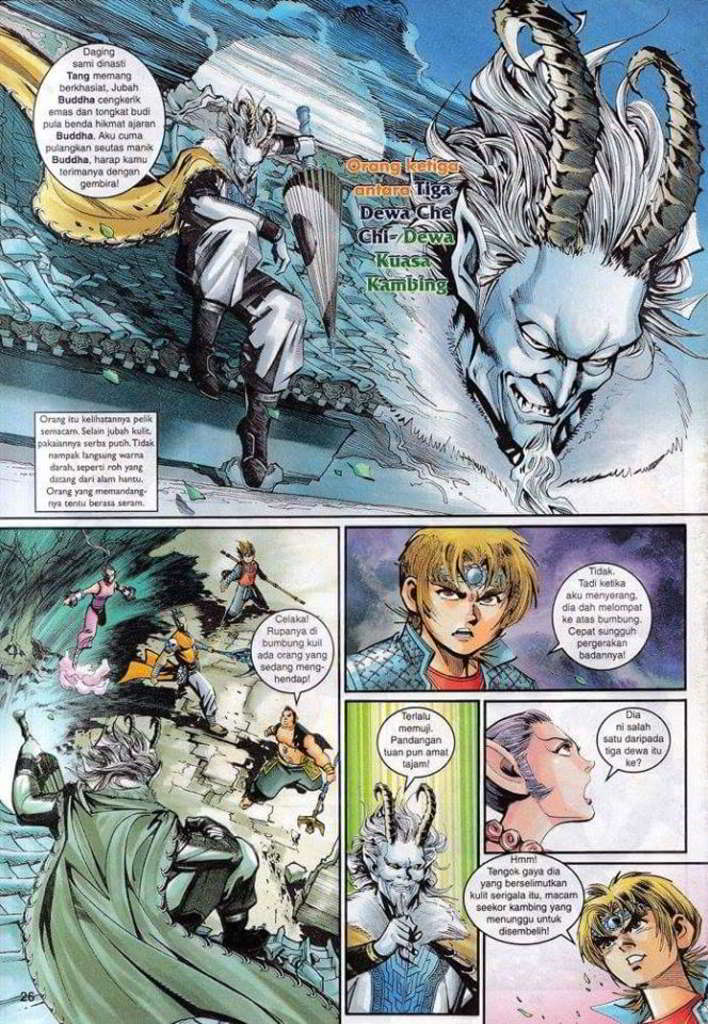 Daging
sami dinasti
Tang memang
berkhasiat, Jubah
Buddha cengkerik
emas dan tongkat budi
pula benda hikmat ajaran
Buddha. Aku cuma
pulangkan seutas manik
Buddha, harap kamu
terimanya dengan
gembira!
Orang ketiga
antara Tiga
Dewa Che
Chi- Dewa
Kuasa
Kambing
Orang itu kelihatannya pelik
semacam. Selain jubah kulit,
pakaiannya serba putih. Tidak
nampak langsung warna
darah, seperti roh yang
datang dari alam hantu.
Orang yang memandang-
nya tentu berasa seram.
Celaka!
Rupanya di
bumbung kuil
ada orang yang
sedang meng-
hendap!
Tidak.
Tadi ketika
aku menyerang,
dia dah melompat
ke atas bumbung.
Cepat sungguh
pergerakan
badannya!
Terlalu
memuji.
Pandangan
tuan pun amat
tajam!
Dia
ni salah
satu daripada
tiga dewa itu
ke?
Hmm!
Tengok gaya dia
yang berselimutkan
kulit serigala itu, macam
seekor kambing yang
menunggu untuk
disembelih!
26